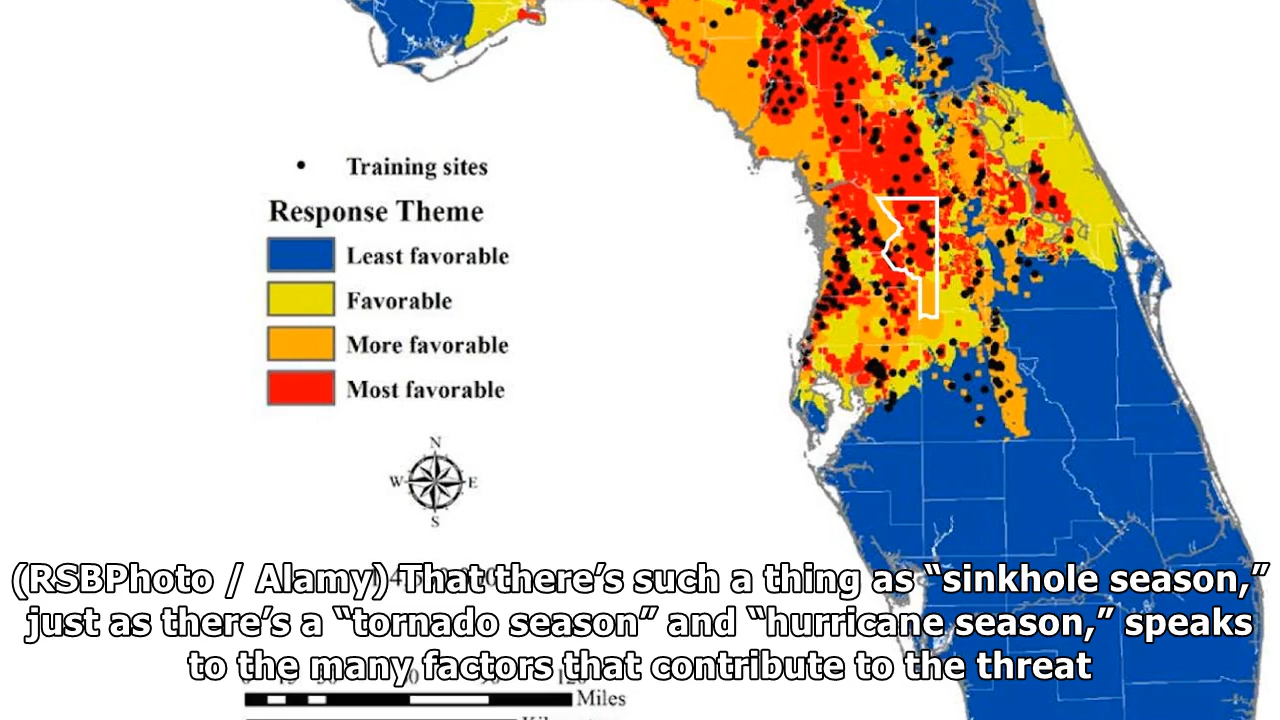 Training sites
Response Theme
Least favorable
Favorable
More favorable
Most favorable
N
W E
S
(RSBPhoto / Alamy) That there’s such a thing as “sinkhole season,”
just as there’s a “tornado season” and “hurricane season,” speaks
to the many factors that contribute to the threat
Miles